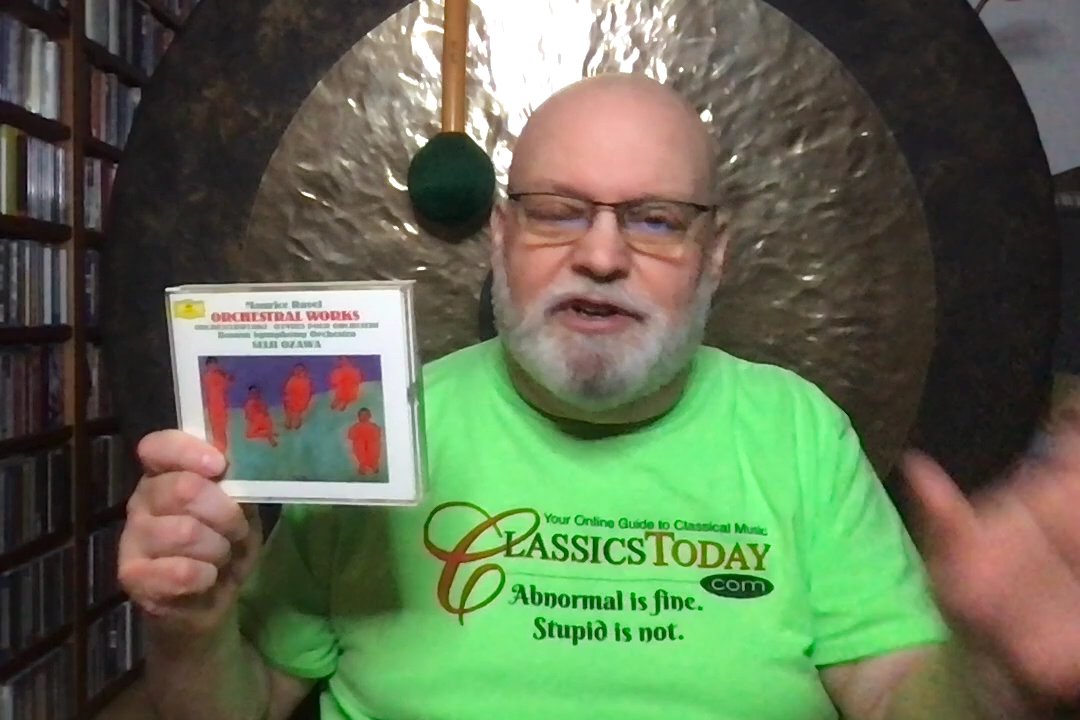 Maurice Ravel
ORCHESTRAL WORKS
Boston Symphony Orchestra
SEIJI OZAWA
Your Online Guide to Classical Music
CLASSICSTODAY
com
Abnormal is fine.
Stupid is not.